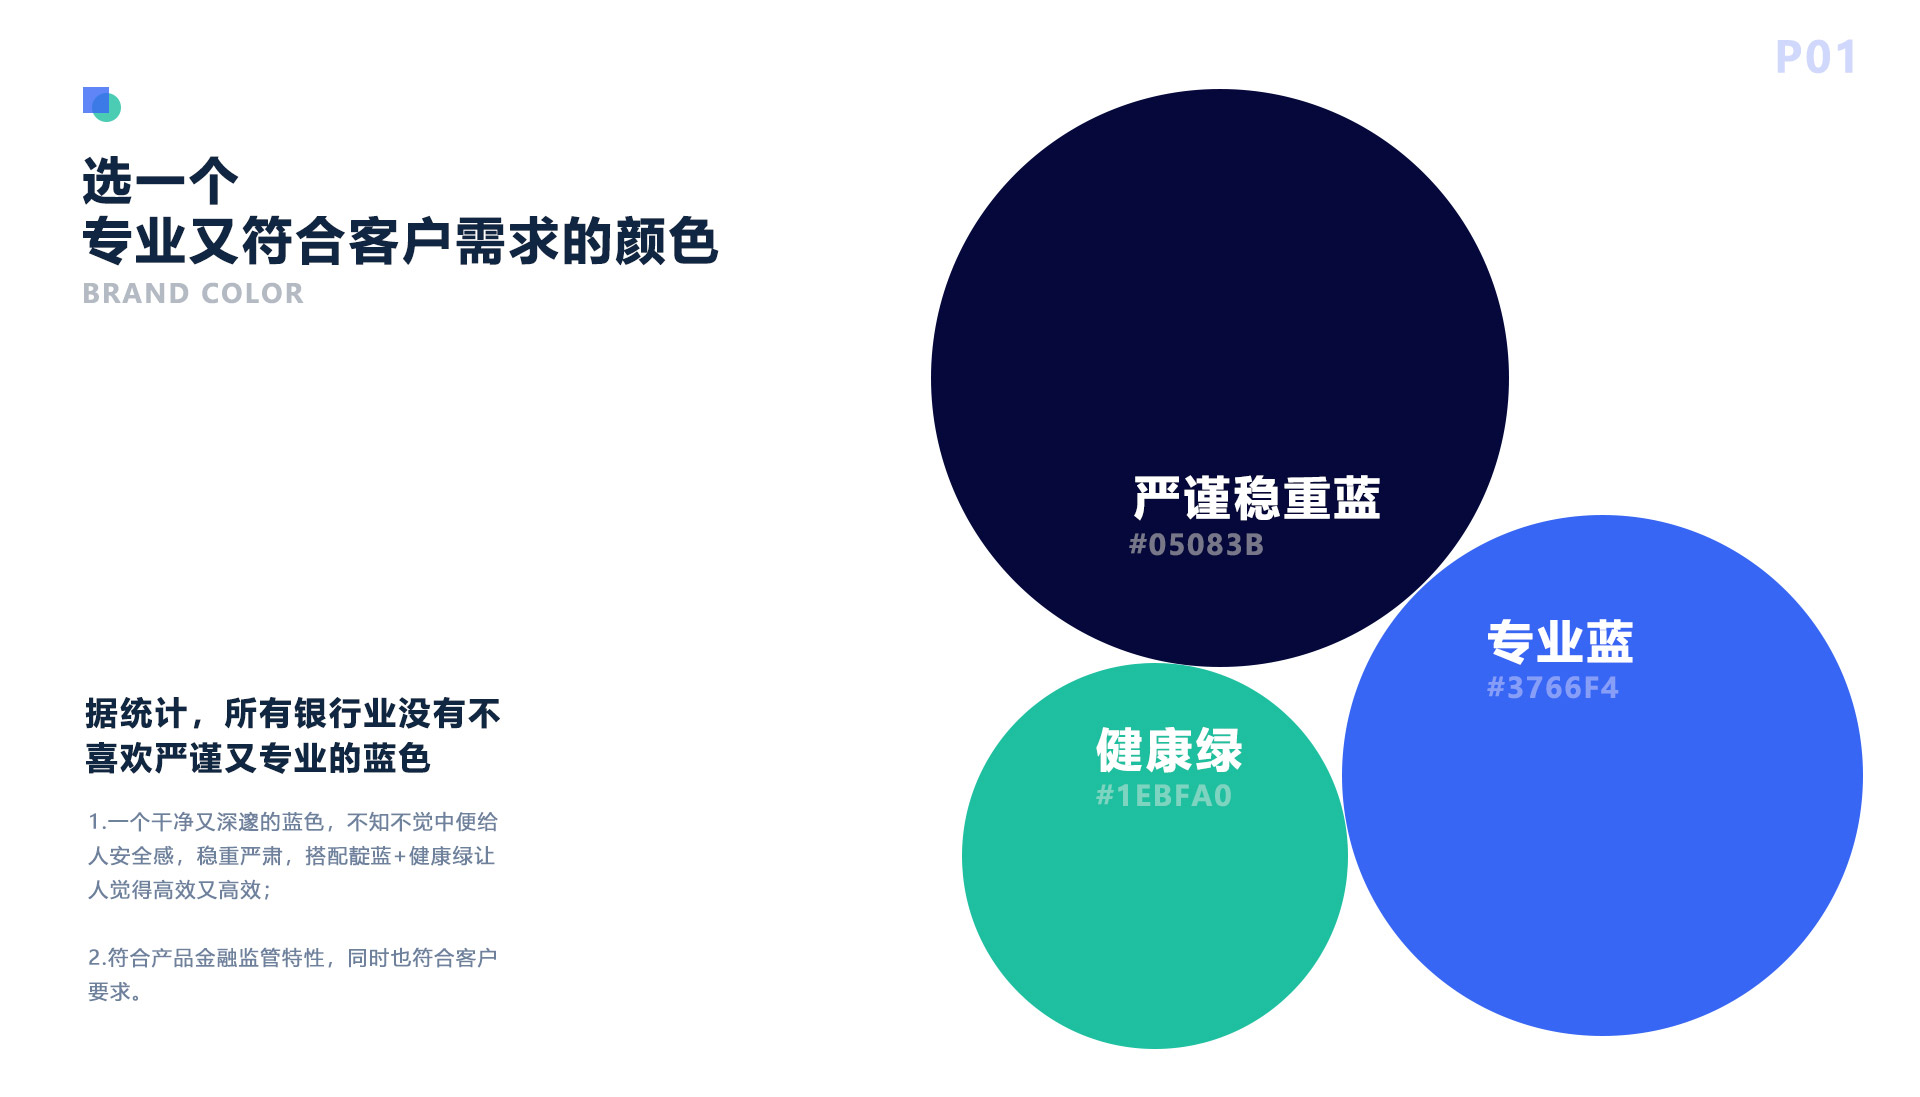 P01
选一个
专业又符合客户需求的颜色
BRAND COLOR
严谨稳重蓝
#05083B
专业蓝
#3766F4
健康绿
#1EBFA0
据统计，所有银行业没有不
喜欢严谨又专业的蓝色
1.一个干净又深邃的蓝色，不知不觉中便给
人安全感，稳重严肃，搭配靛蓝+健康绿让
人觉得高效又高效；
2.符合产品金融监管特性，同时也符合客户
要求。